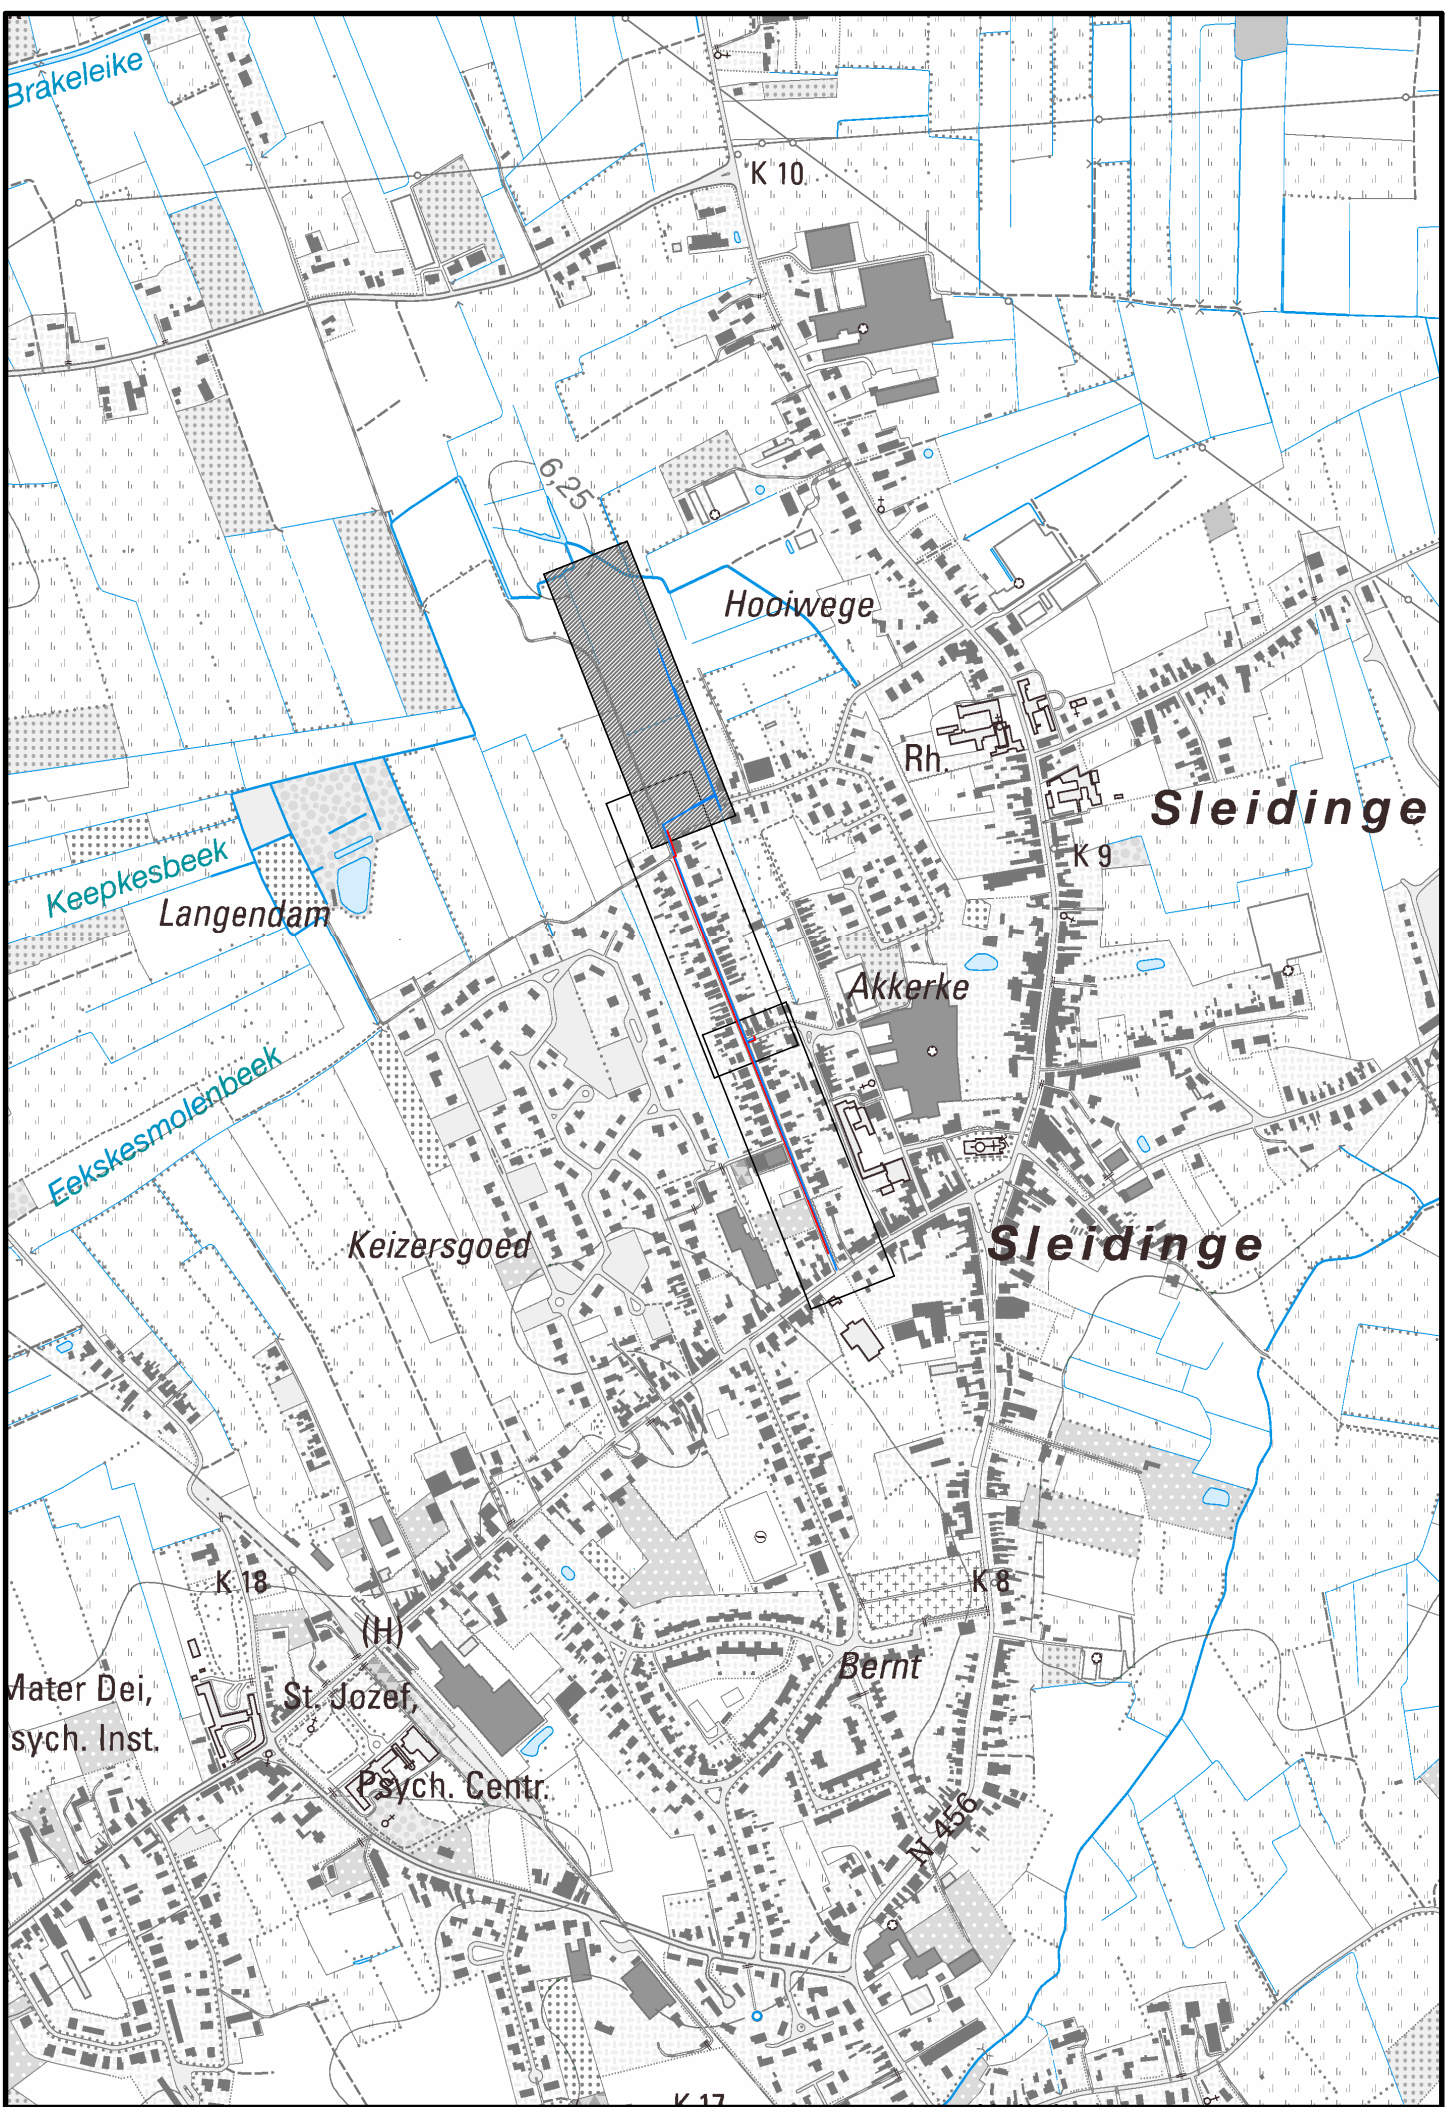 Brakeleike
K 10
6,25
Hooiwege
Rh.
Sleidinge
K 9
Keepkesbeek
Langendam
Akkerke
Eekskesmolenbeek
Keizersgoed
Sleidinge
K 18
K 8
(H)
Bernt
Mater Dei,
St. Jozef,
sych. Inst.
Psych. Centr.
N 456
K 17